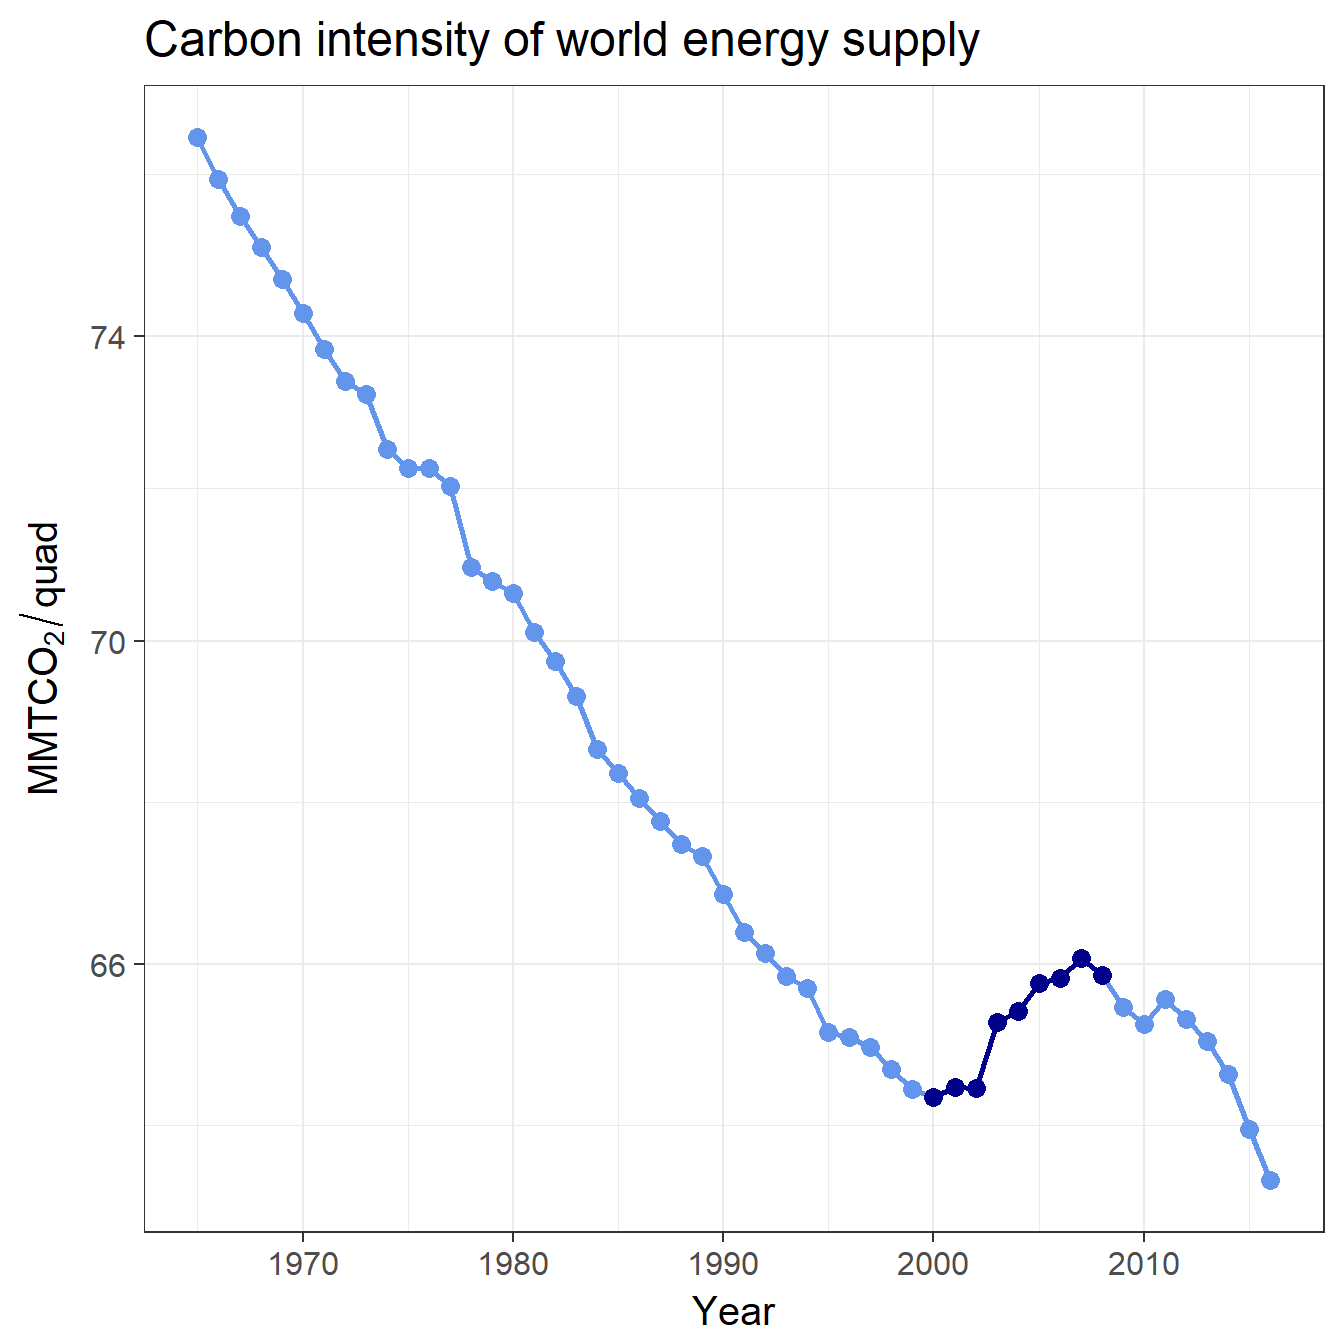 Carbon intensity of world energy supply
MMTCO₂/ quad
74
70
66
1970 1980 1990 2000 2010
Year